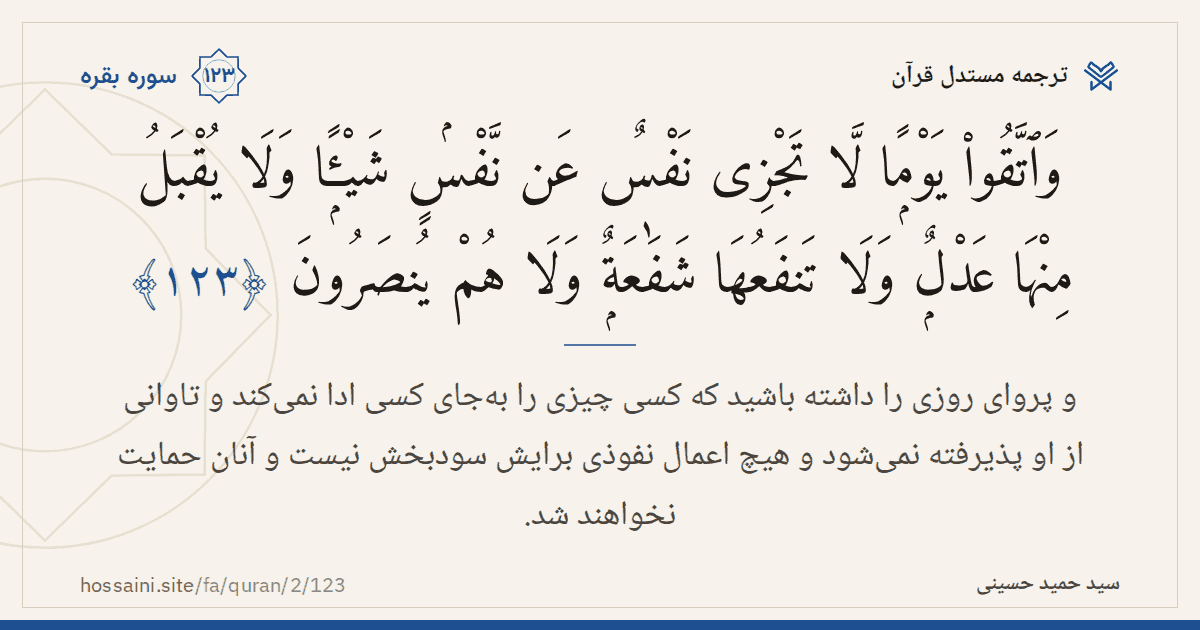 ترجمه مستدل قرآن
۱۲۳ سوره بقره
وَٱتَّقُوا۟ يَوْمًۭا لَّا تَجْزِى نَفْسٌ عَن نَّفْسٍۢ شَيْـًۭٔا وَلَا يُقْبَلُ
مِنْهَا عَدْلٌۭ وَلَا تَنفَعُهَا شَفَـٰعَةٌۭ وَلَا هُمْ يُنصَرُونَ ﴿١٢٣﴾
و پروای روزی را داشته باشید که کسی چیزی را به‌جای کسی ادا نمی‌کند و تاوانی
از او پذیرفته نمی‌شود و هیچ اعمال نفوذی برایش سودبخش نیست و آنان حمایت
نخواهند شد.
سید حمید حسینی
hossaini.site/fa/quran/2/123